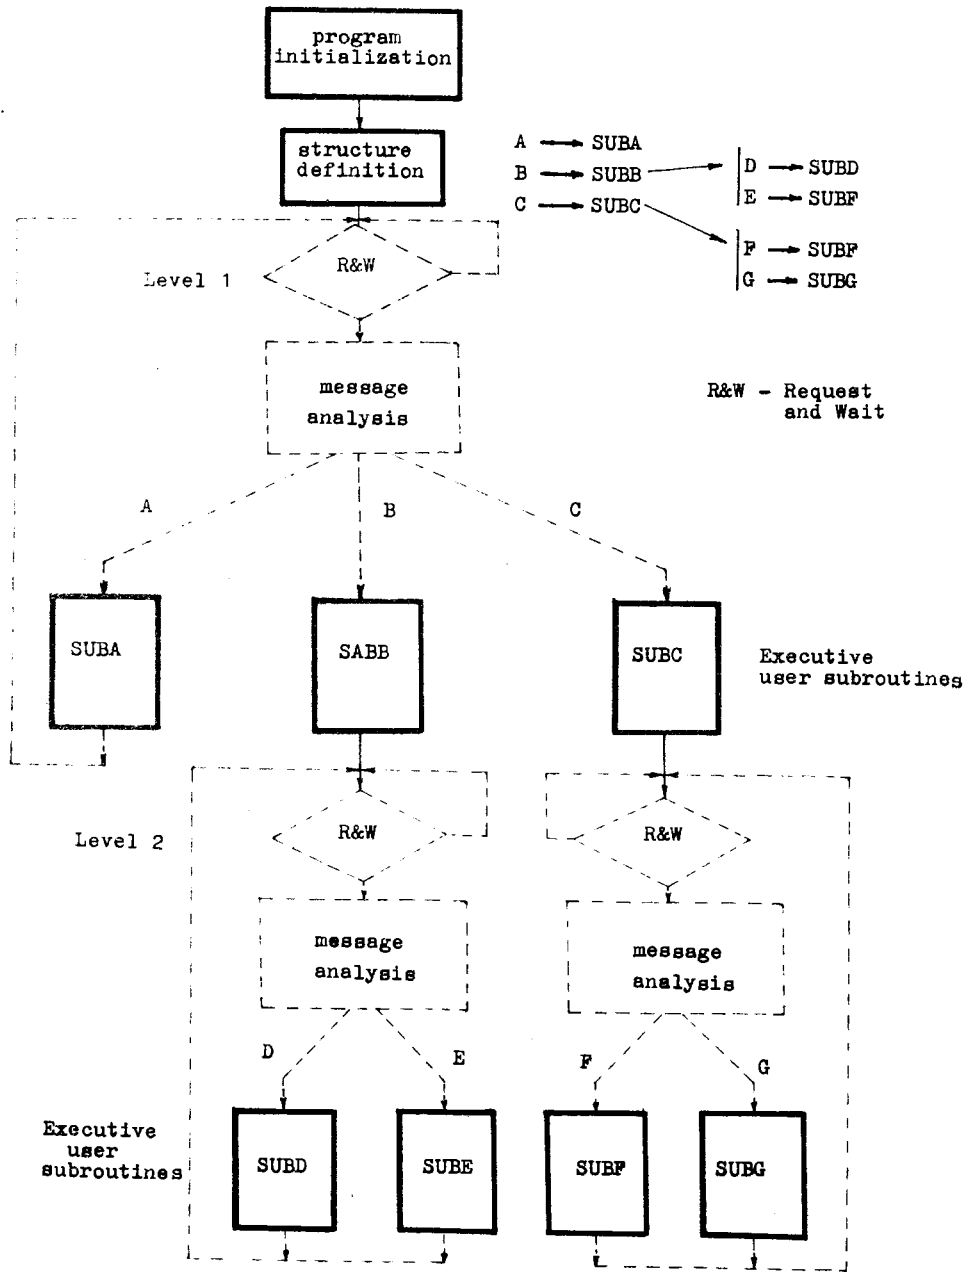 program
initialization
structure
definition
A → SUBA
B → SUBB
C → SUBC
D → SUBD
E → SUBF
F → SUBF
G → SUBG
R&W
Level 1
message
analysis
R&W – Request
and Wait
A
B
C
SUBA
SABB
SUBC
Executive
user subroutines
Level 2
R&W
R&W
message
analysis
message
analysis
D
E
F
G
Executive
user
subroutines
SUBD
SUBE
SUBF
SUBG